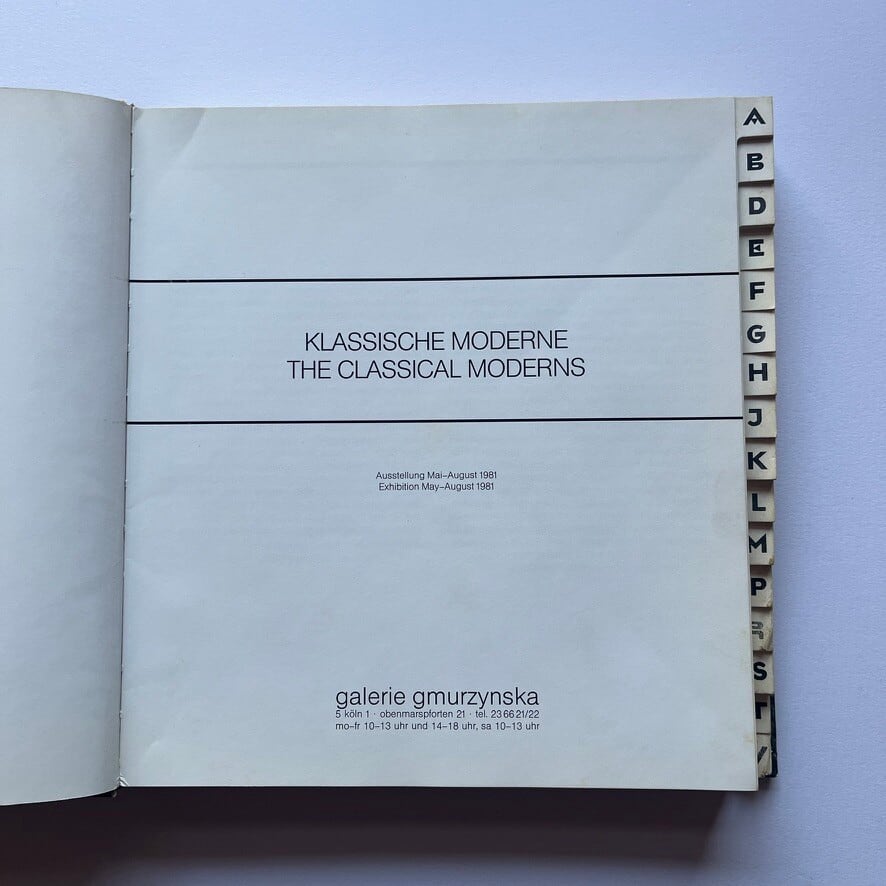 KLASSISCHE MODERNE
THE CLASSICAL MODERNS
Ausstellung Mai–August 1981
Exhibition May–August 1981
galerie gmurzynska
5 köln 1 · obenmarspforten 21 · tel. 23 66 21/22
mo–fr 10–13 uhr und 14–18 uhr, sa 10–13 uhr
A
B
D
E
F
G
H
J
K
L
M
P
R
S
T